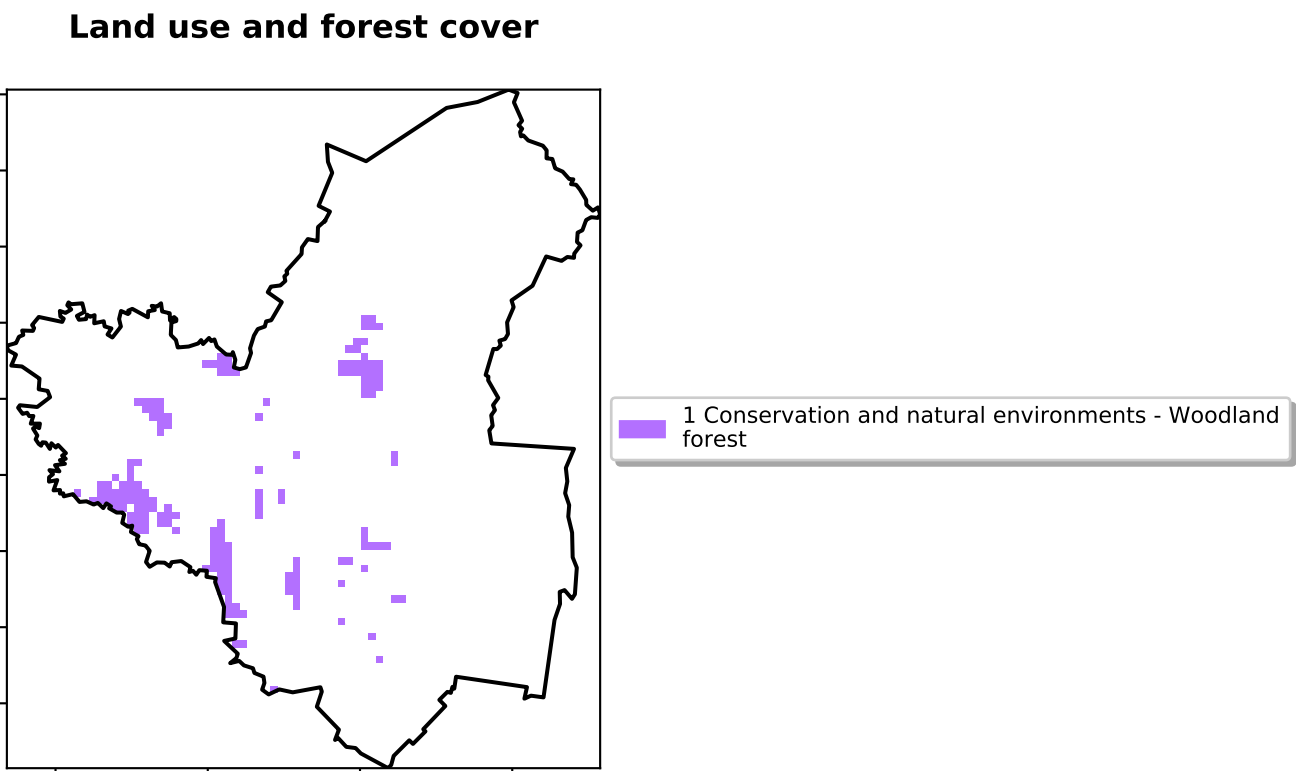 Land use and forest cover
1 Conservation and natural environments - Woodland
forest